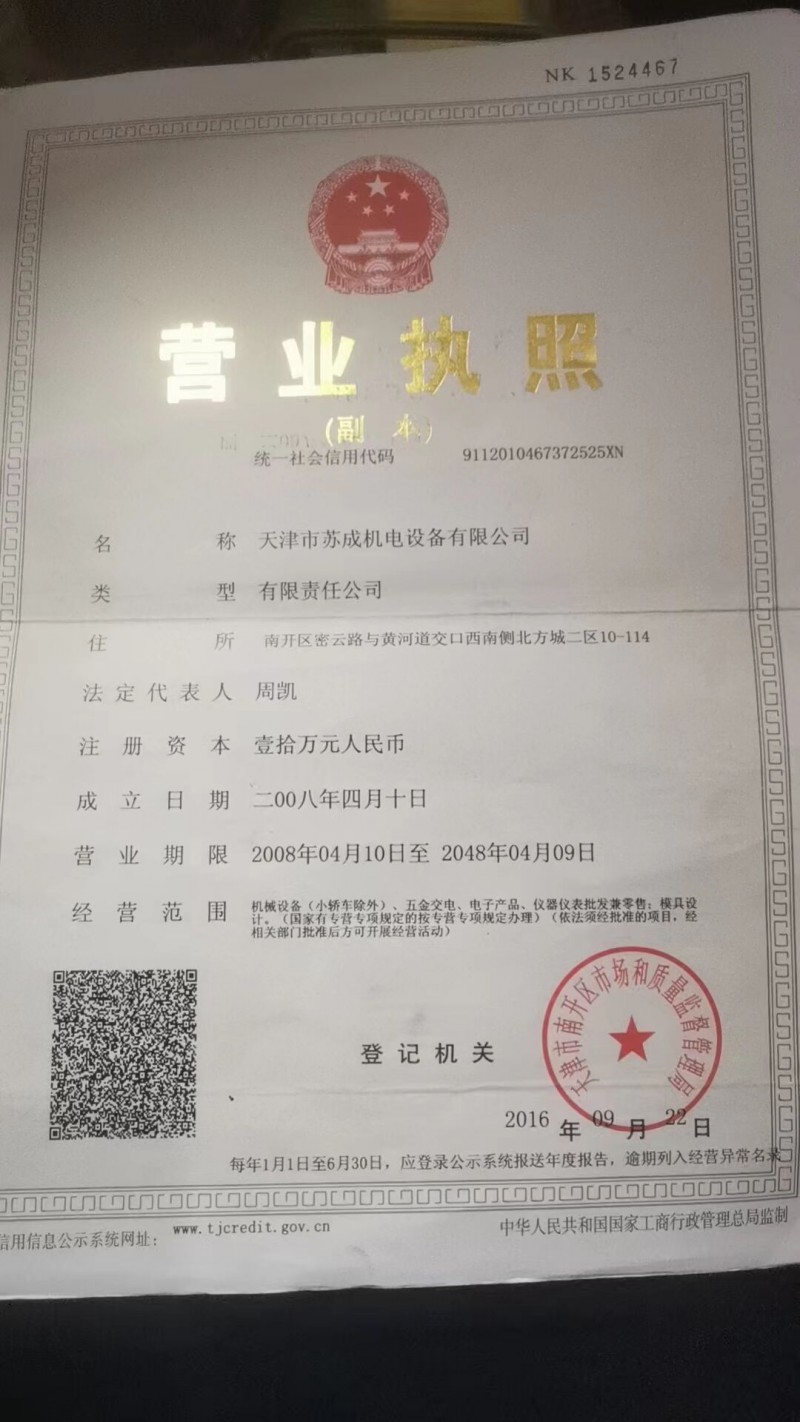 NK 1524467
营业执照
(副 本)
统一社会信用代码 9112010467372525XN
名 称 天津市苏成机电设备有限公司
类 型 有限责任公司
住 所 南开区密云路与黄河道交口西南侧北方城二区10-114
法定代表人 周凯
注册资本 壹拾万元人民币
成立日期 二00八年四月十日
营业期限 2008年04月10日至 2048年04月09日
经营范围 机械设备（小轿车除外）、五金交电、电子产品、仪器仪表批发兼零售；模具设
计。（国家有专营专项规定的按专营专项规定办理）（依法须经批准的项目，经
相关部门批准后方可开展经营活动）
天津市南开区市场和质量监督管理局
登记机关
2016 年 09 月 22 日
每年1月1日至6月30日，应登录公示系统报送年度报告，逾期列入经营异常名录
信用信息公示系统网址： www.tjcredit.gov.cn 中华人民共和国国家工商行政管理总局监制